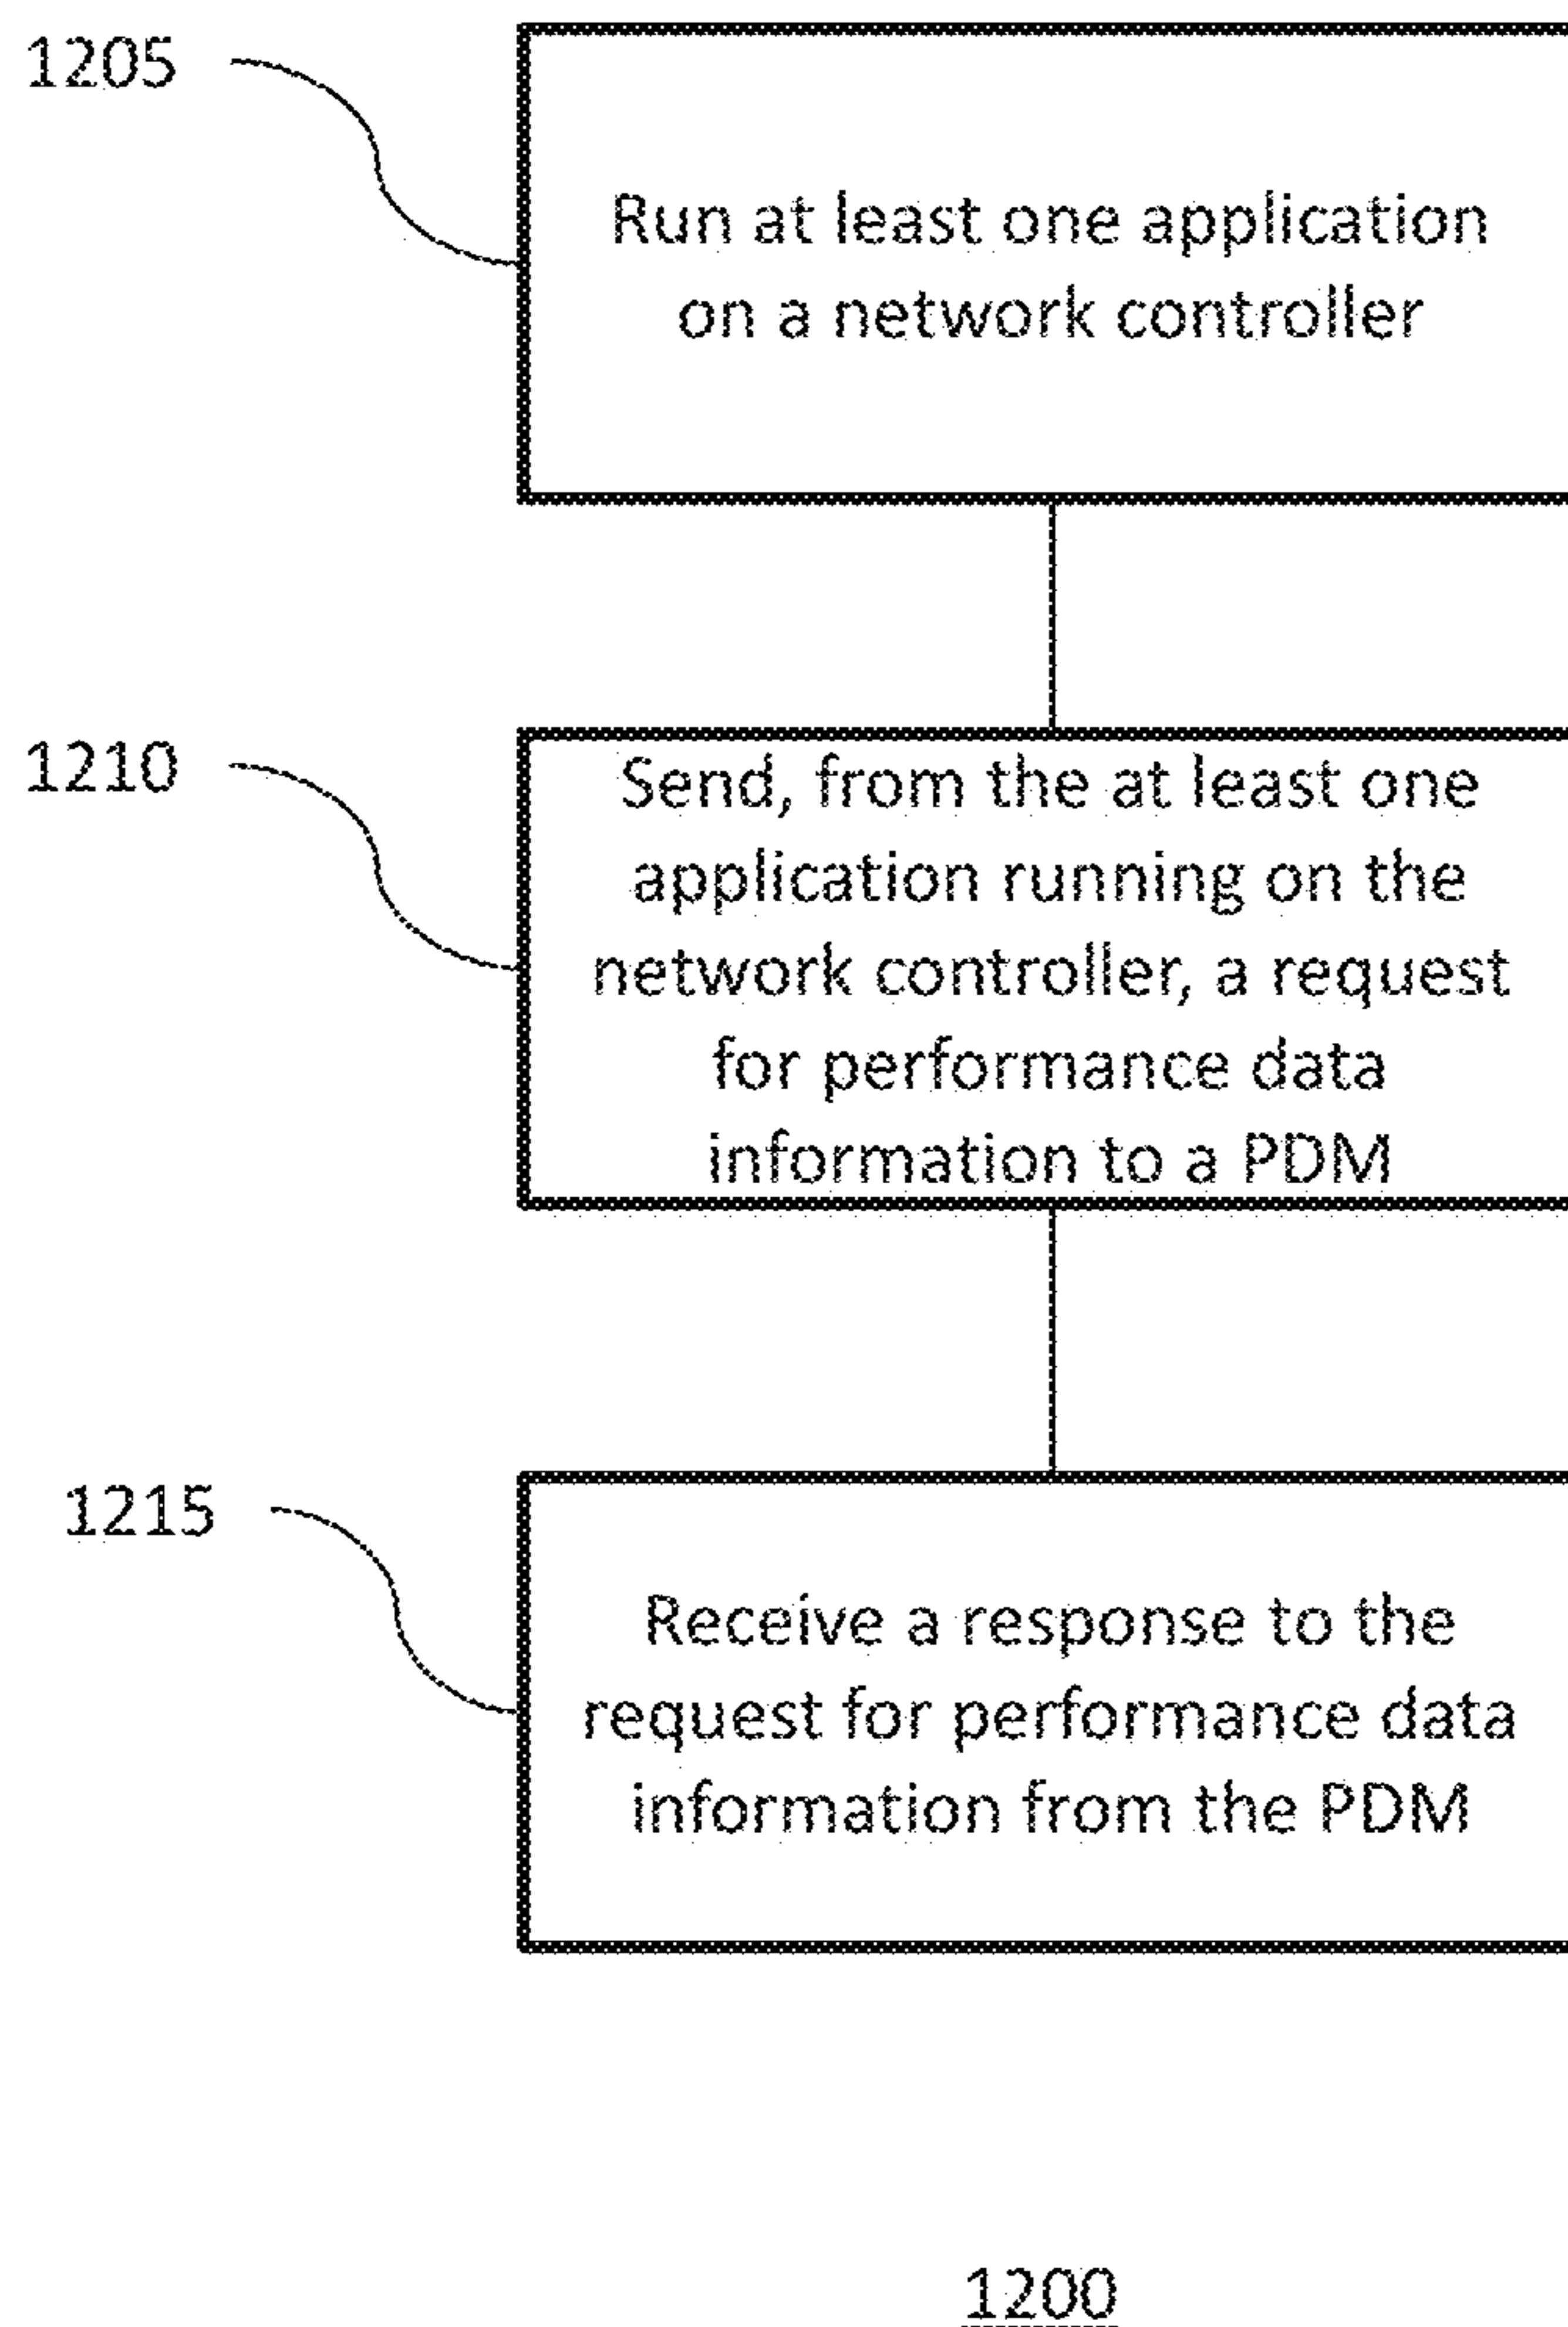 1205
Run at least one application
on a network controller
1210
Send, from the at least one
application running on the
network controller, a request
for performance data
information to a PDM
1215
Receive a response to the
request for performance data
information from the PDM
1200